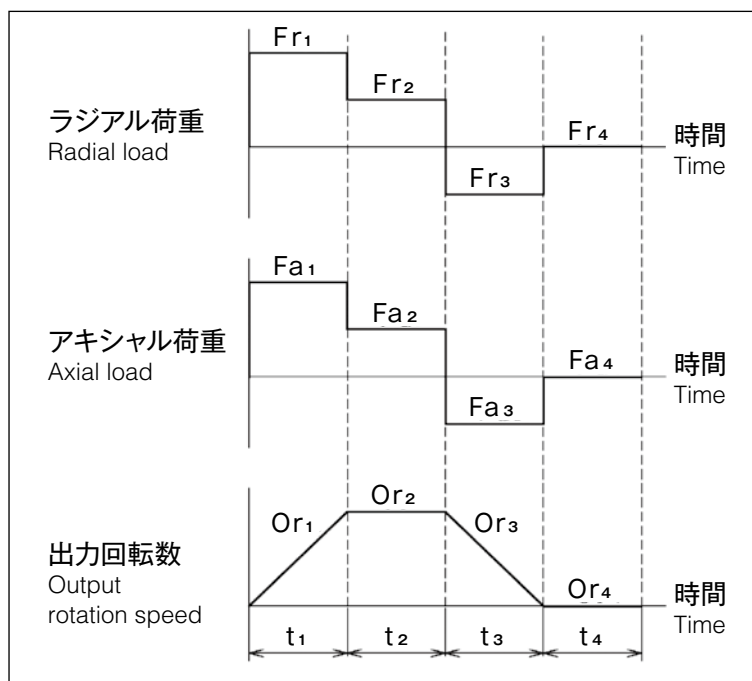 Fr₁
Fr₂
ラジアル荷重
Radial load
Fr₃
Fr₄
時間
Time
Fa₁
Fa₂
アキシャル荷重
Axial load
Fa₃
Fa₄
時間
Time
Or₁
Or₂
Or₃
出力回転数
Output
rotation speed
Or₄
時間
Time
t₁
t₂
t₃
t₄